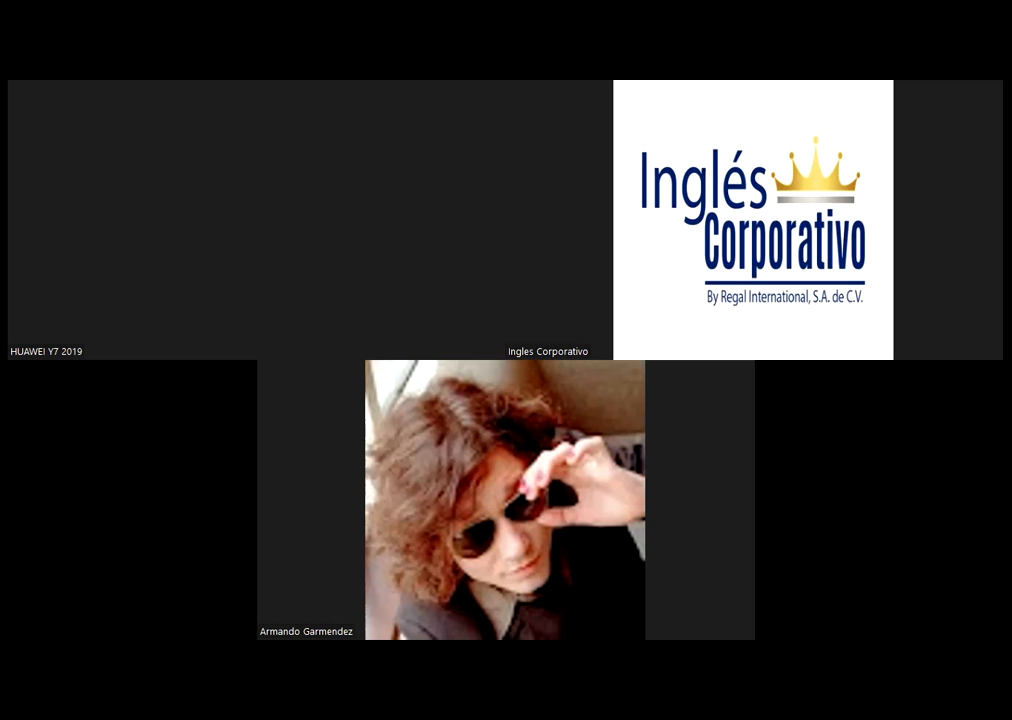 Inglés
Corporativo
By Regal International, S.A. de C.V.
HUAWEI Y7 2019
Ingles Corporativo
Armando Garmendez